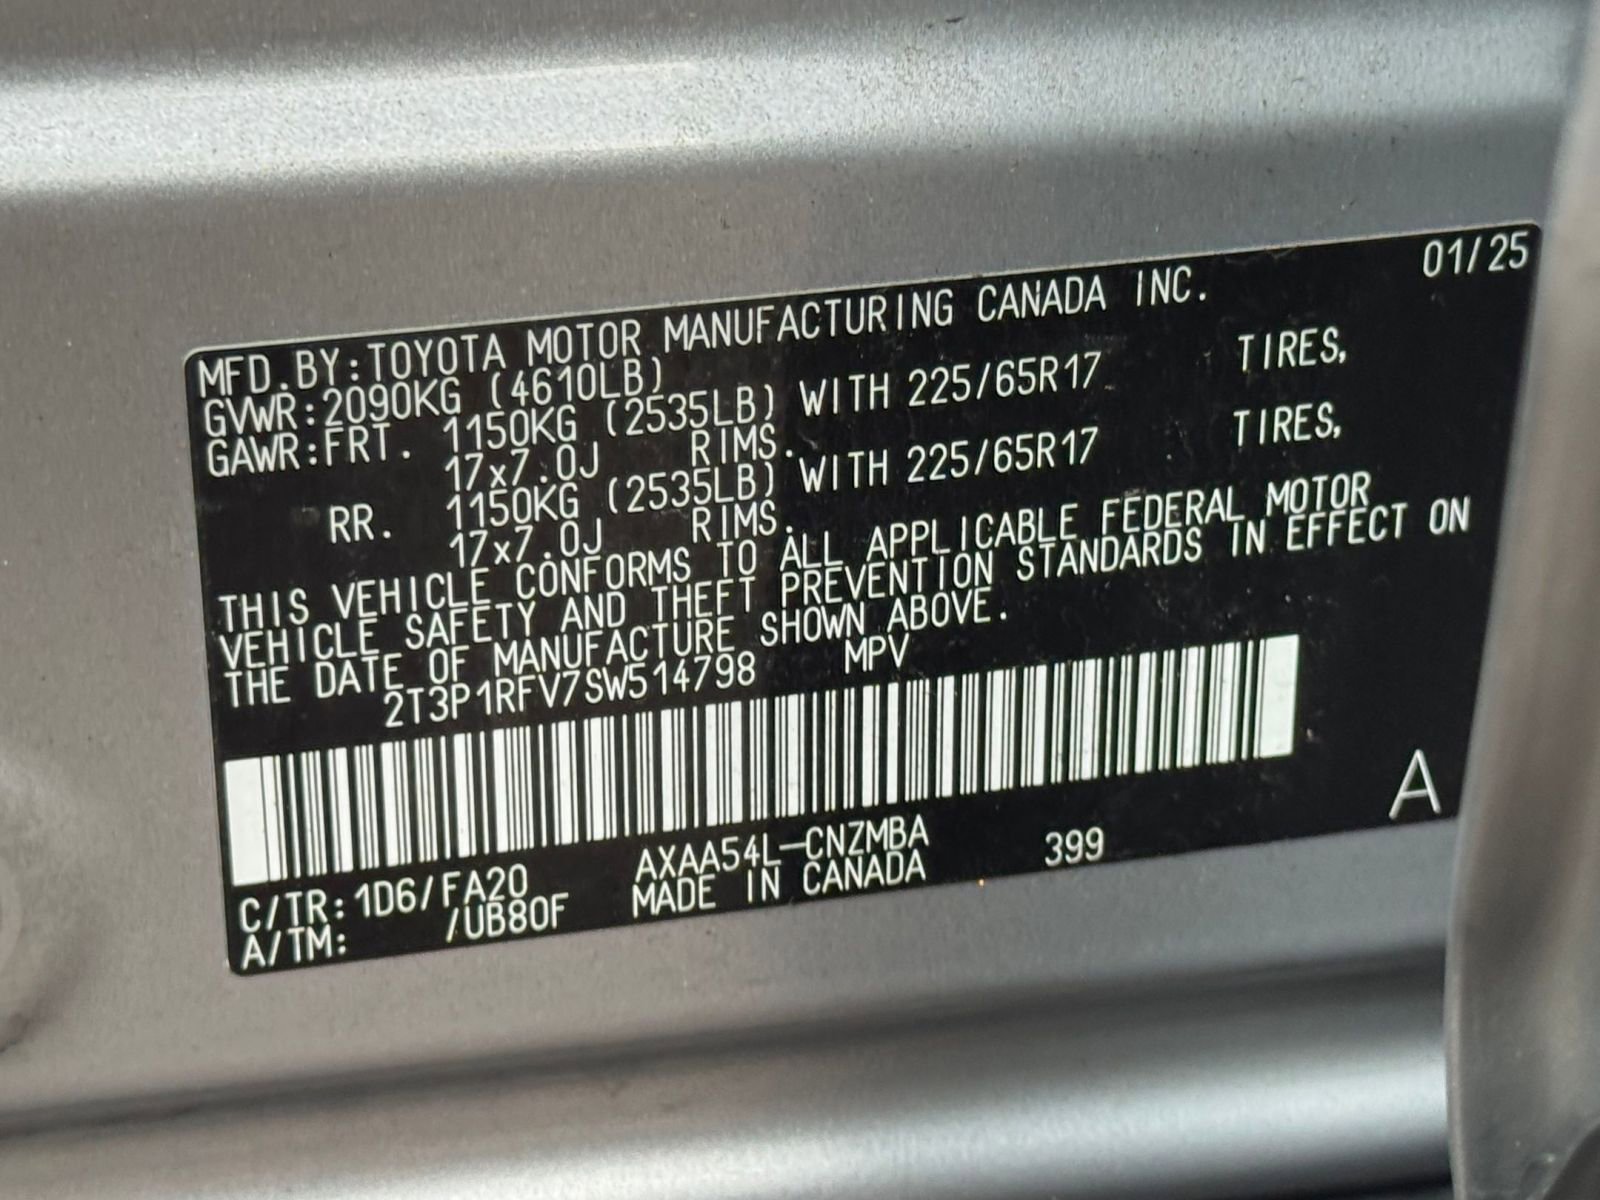 01/25
MFD.BY:TOYOTA MOTOR MANUFACTURING CANADA INC.
GVWR:2090KG (4610LB)
GAWR:FRT. 1150KG (2535LB) WITH 225/65R17 TIRES,
17x7.0J RIMS.
RR. 1150KG (2535LB) WITH 225/65R17 TIRES,
17x7.0J RIMS.
THIS VEHICLE CONFORMS TO ALL APPLICABLE FEDERAL MOTOR
VEHICLE SAFETY AND THEFT PREVENTION STANDARDS IN EFFECT ON
THE DATE OF MANUFACTURE SHOWN ABOVE.
2T3P1RFV7SW514798 MPV
A
C/TR:1D6/FA20 AXAA54L-CNZMBA 399
A/TM: /UB80F MADE IN CANADA